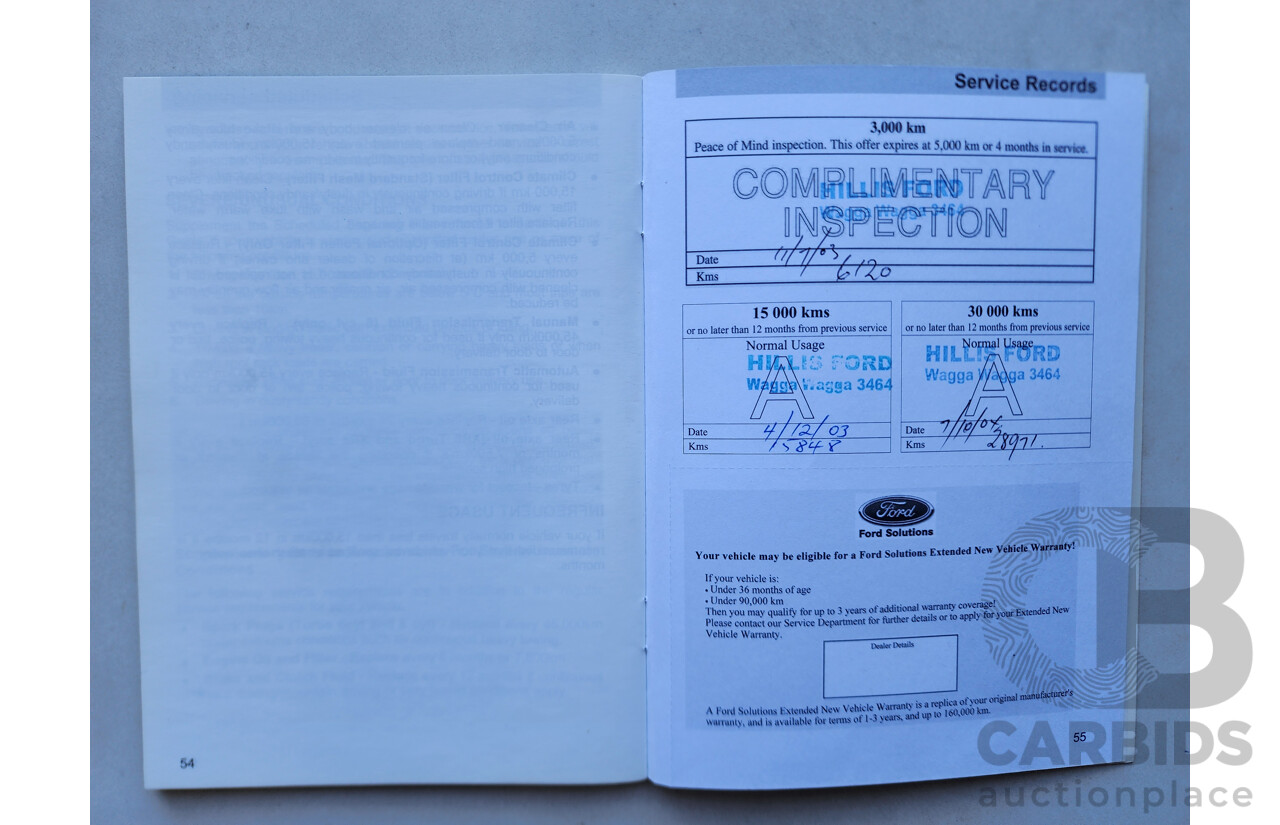 Service Records
3,000 km
Peace of Mind inspection. This offer expires at 5,000 km or 4 months in service.
COMPLIMENTARY
HILLIS FORD
Wagga Wagga 3464
INSPECTION
Date 11/7/03
Kms 6120
15 000 kms
or no later than 12 months from previous service
Normal Usage
HILLIS FORD
Wagga Wagga 3464
A
Date 4/12/03
Kms 15848
30 000 kms
or no later than 12 months from previous service
Normal Usage
HILLIS FORD
Wagga Wagga 3464
A
Date 7/10/04
Kms 28971.
Ford
Ford Solutions
Your vehicle may be eligible for a Ford Solutions Extended New Vehicle Warranty!
If your vehicle is:
• Under 36 months of age
• Under 90,000 km
Then you may qualify for up to 3 years of additional warranty coverage!
Please contact our Service Department for further details or to apply for your Extended New
Vehicle Warranty.
Dealer Details
A Ford Solutions Extended New Vehicle Warranty is a replica of your original manufacturer's
warranty, and is available for terms of 1-3 years, and up to 160,000 km.
54
55
CB
CARBIDS
auctionplace